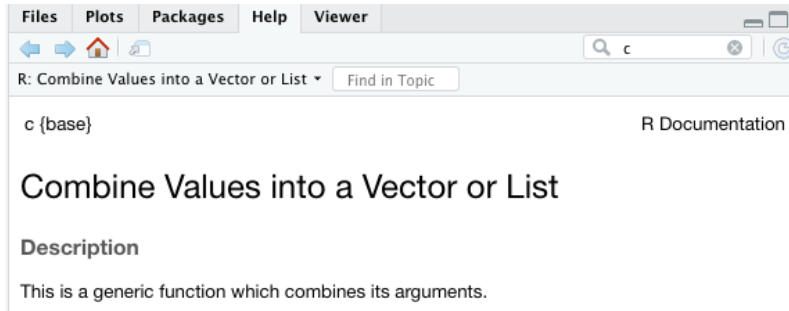 Files Plots Packages Help Viewer
c
R: Combine Values into a Vector or List Find in Topic
c {base} R Documentation
Combine Values into a Vector or List
Description
This is a generic function which combines its arguments.